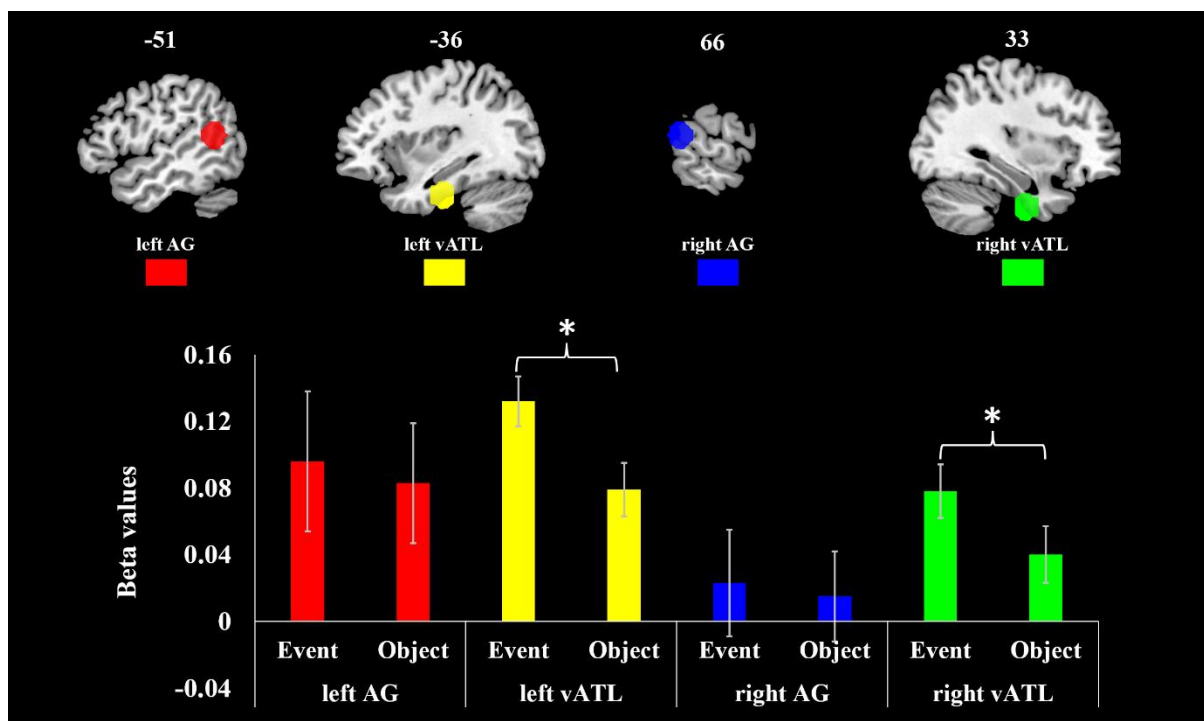 -51 -36 66 33
left AG left vATL right AG right vATL
*
*
0.16
0.12
0.08
0.04
0
-0.04
Beta values
Event Object Event Object Event Object Event Object
left AG left vATL right AG right vATL